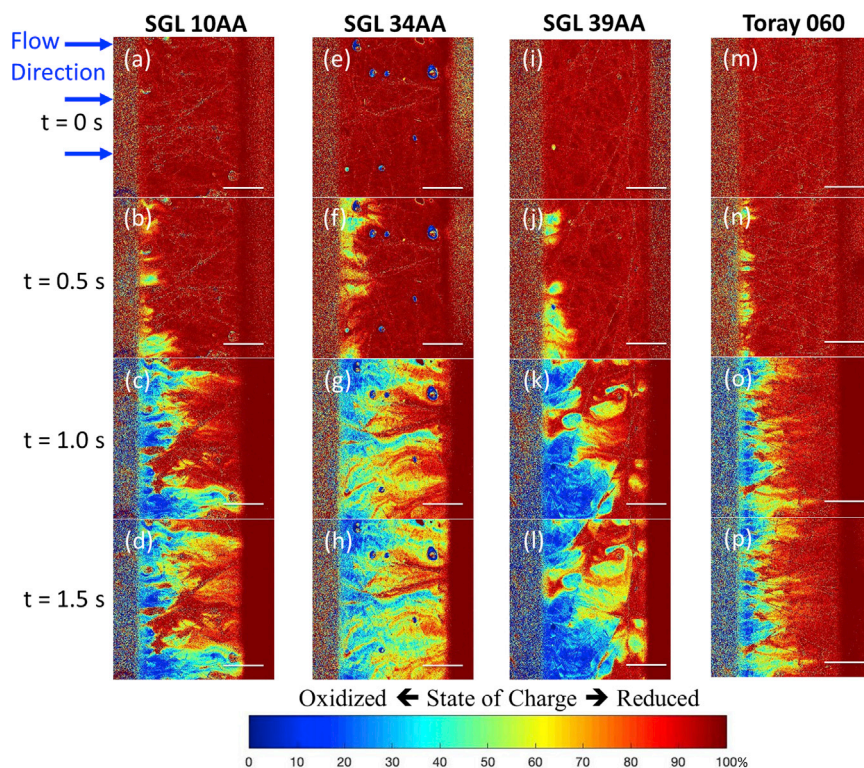 SGL 10AA SGL 34AA SGL 39AA Toray 060
Flow
Direction
(a) (e) (i) (m)
t = 0 s
(b) (f) (j) (n)
t = 0.5 s
(c) (g) (k) (o)
t = 1.0 s
(d) (h) (l) (p)
t = 1.5 s
Oxidized ← State of Charge → Reduced
0 10 20 30 40 50 60 70 80 90 100%